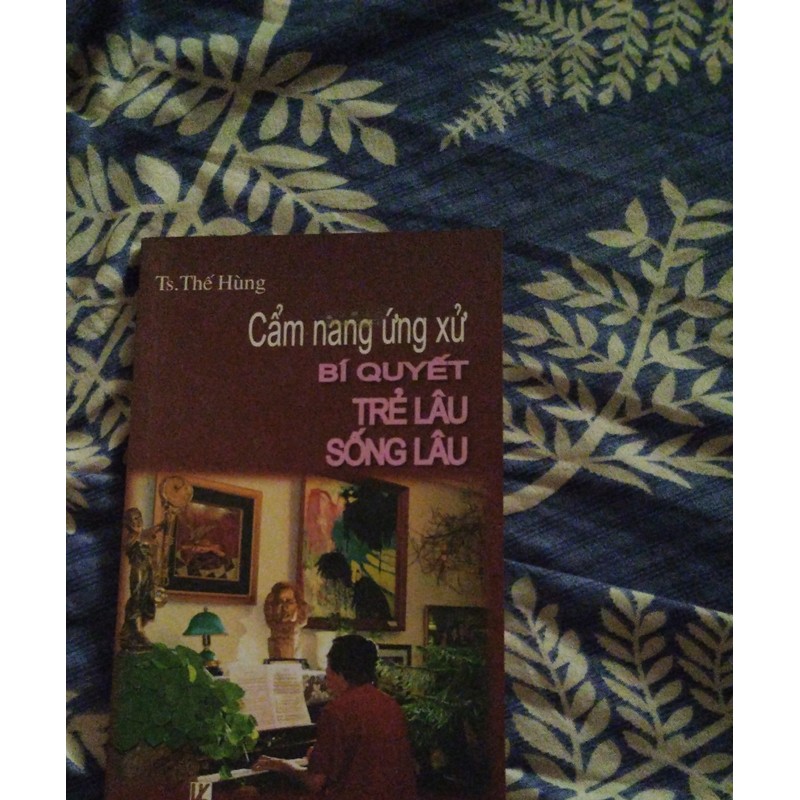 Ts. Thế Hùng
Cẩm nang ứng xử
BÍ QUYẾT
TRẺ LÂU
SỐNG LÂU